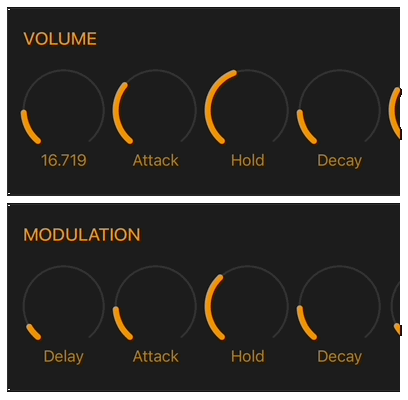 VOLUME
16.719 Attack Hold Decay
MODULATION
Delay Attack Hold Decay